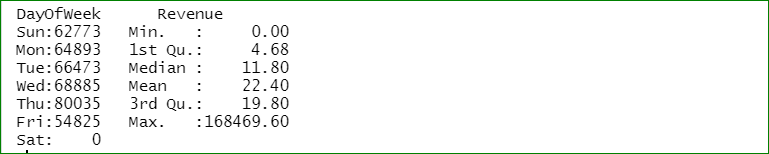 DayOfWeek      Revenue
Sun:62773   Min.   :     0.00
Mon:64893   1st Qu.:     4.68
Tue:66473   Median :    11.80
Wed:68885   Mean   :    22.40
Thu:80035   3rd Qu.:    19.80
Fri:54825   Max.   :168469.60
Sat:    0